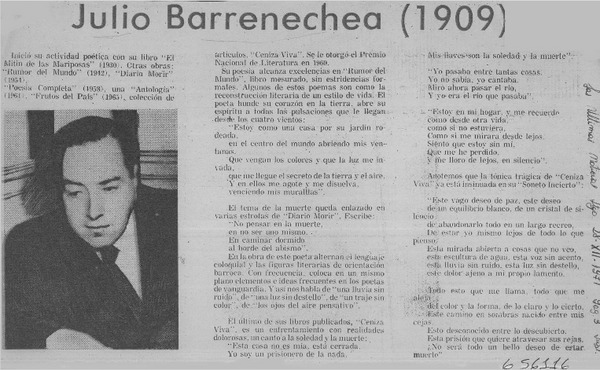 Julio Barrenechea (1909)
Inició su actividad poética con su libro "El
Mitin de las Mariposas" (1930). Otras obras:
"Rumor del Mundo" (1942), "Diario Morir"
(1954).
"Poesía Completa" (1958), una "Antología"
(1961), "Frutos del País" (1965), colección de
artículos, "Ceniza Viva". Se le otorgó el Premio
Nacional de Literatura en 1960.
Su poesía alcanza excelencias en "Rumor del
Mundo", libro mesurado, sin estridencias for-
males. Algunos de estos poemas son como la
reconstrucción literaria de un estilo de vida. El
poeta hunde su corazón en la tierra, abre su
espíritu a todas las pulsaciones que le llegan
desde los cuatro vientos:
"Estoy como una casa por su jardín ro-
deada,
en el centro del mundo abriendo mis ven-
tanas.
Que vengan los colores y que la luz me in-
vada,
que me llegue el secreto de la tierra y el aire.
Y en ellos me agote y me disuelva,
venciendo mis murallas".
El tema de la muerte queda enlazado en
varias estrofas de "Diario Morir". Escribe:
"No pensar en la muerte,
en no ser uno mismo.
En caminar dormido
al borde del abismo".
En la obra de este poeta alternan el lenguaje
coloquial y las figuras literarias de orientación
barroca. Con frecuencia, coloca en un mismo
plano elementos e ideas frecuentes en los poetas
de vanguardia. Y así nos habla de "una lluvia sin
ruido", de "una luz sin destello", de "un traje sin
color", de "los ojos del aire pensativo".
El último de sus libros publicados, "Ceniza
Viva", es un enfrentamiento con realidades
dolorosas; un canto a la soledad y la muerte:
"Esta casa no es mía, está cerrada.
Yo soy un prisionero de la nada.
Mis llaves son la soledad y la muerte".
"Yo pasaba entre tantas cosas.
Yo no sabía, yo cantaba.
Miro ahora pasar el río,
Y yo era el río que pasaba".
"Estoy en mi hogar, y me recuerdo
como desde otra vida,
como si no estuviera.
Como si me mirara desde lejos.
Siento que estoy sin mí,
Que me he perdido,
y me lloro de lejos, en silencio".
Anotemos que la tónica trágica de "Ceniza
Viva" ya está insinuada en su "Soneto Incierto":
"Este vago deseo de paz, este deseo
de un equilibrio blanco, de un cristal de si-
lencio
de abandonarlo todo en un largo recreo,
De estar yo mismo lejos de todo lo que
pienso.
Esta mirada abierta a cosas que no veo,
esta escultura de agua, esta voz sin acento,
esta lluvia sin ruido, esta luz sin destello,
este dolor ajeno a mi propio lamento.
Todo esto que me llama, todo que me
aleja
del color y la forma, de lo claro y lo cierto,
Este camino en sombras nacido entre mis
cejas.
Esto desconocido entre lo descubierto.
Esta prisión que quiere atravesar sus rejas.
¿No será todo un bello deseo de estar
muerto"
656116